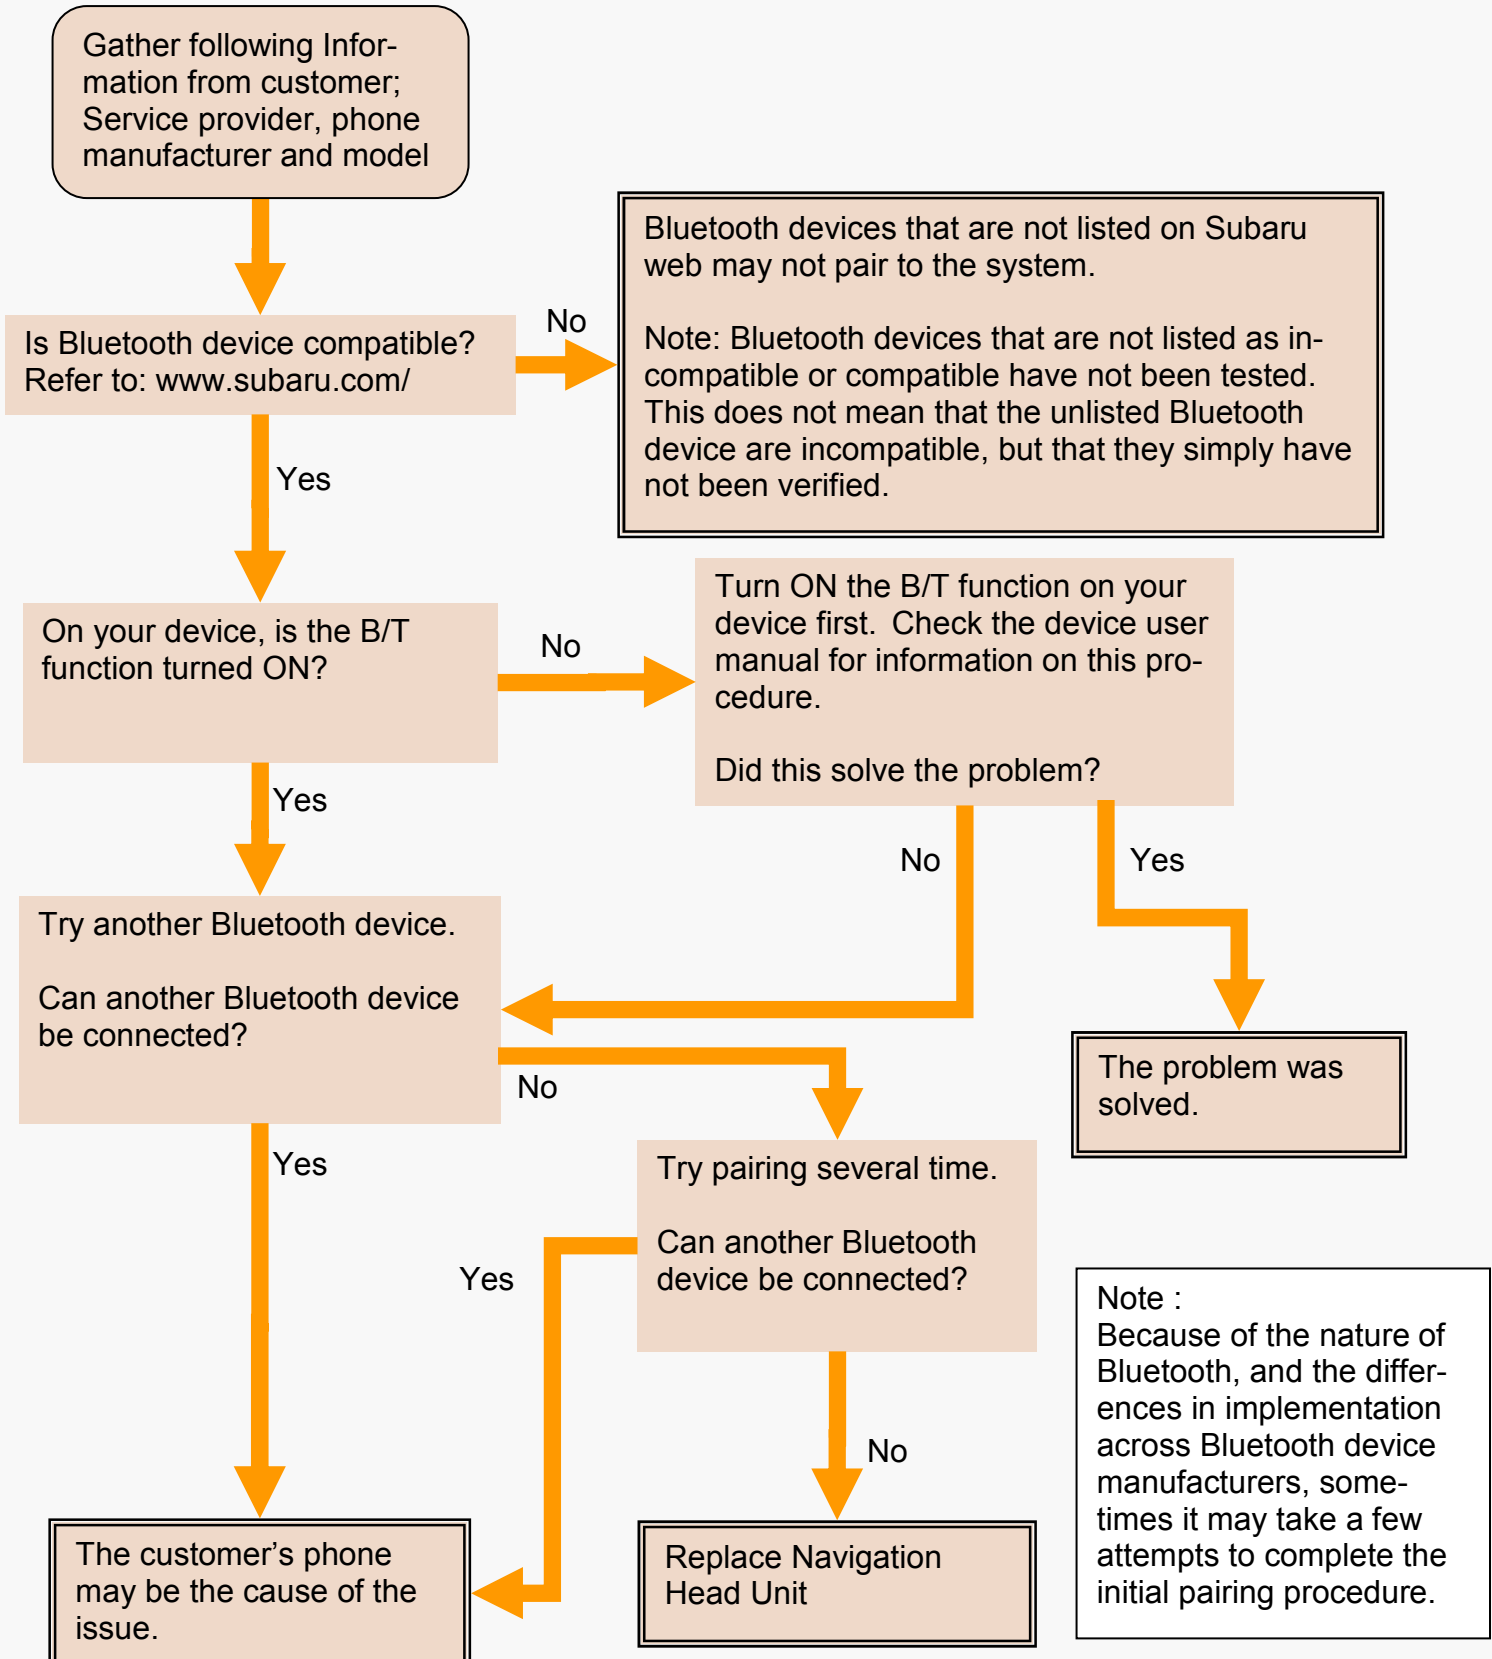 Gather following Infor-
mation from customer;
Service provider, phone
manufacturer and model
Is Bluetooth device compatible?
Refer to: www.subaru.com/
No
Bluetooth devices that are not listed on Subaru
web may not pair to the system.
Note: Bluetooth devices that are not listed as in-
compatible or compatible have not been tested.
This does not mean that the unlisted Bluetooth
device are incompatible, but that they simply have
not been verified.
Yes
On your device, is the B/T
function turned ON?
No
Turn ON the B/T function on your
device first. Check the device user
manual for information on this pro-
cedure.
Did this solve the problem?
Yes
No
Yes
Try another Bluetooth device.
Can another Bluetooth device
be connected?
The problem was
solved.
No
Yes
Try pairing several time.
Can another Bluetooth
device be connected?
Yes
No
Note :
Because of the nature of
Bluetooth, and the differ-
ences in implementation
across Bluetooth device
manufacturers, some-
times it may take a few
attempts to complete the
initial pairing procedure.
The customer's phone
may be the cause of the
issue.
Replace Navigation
Head Unit